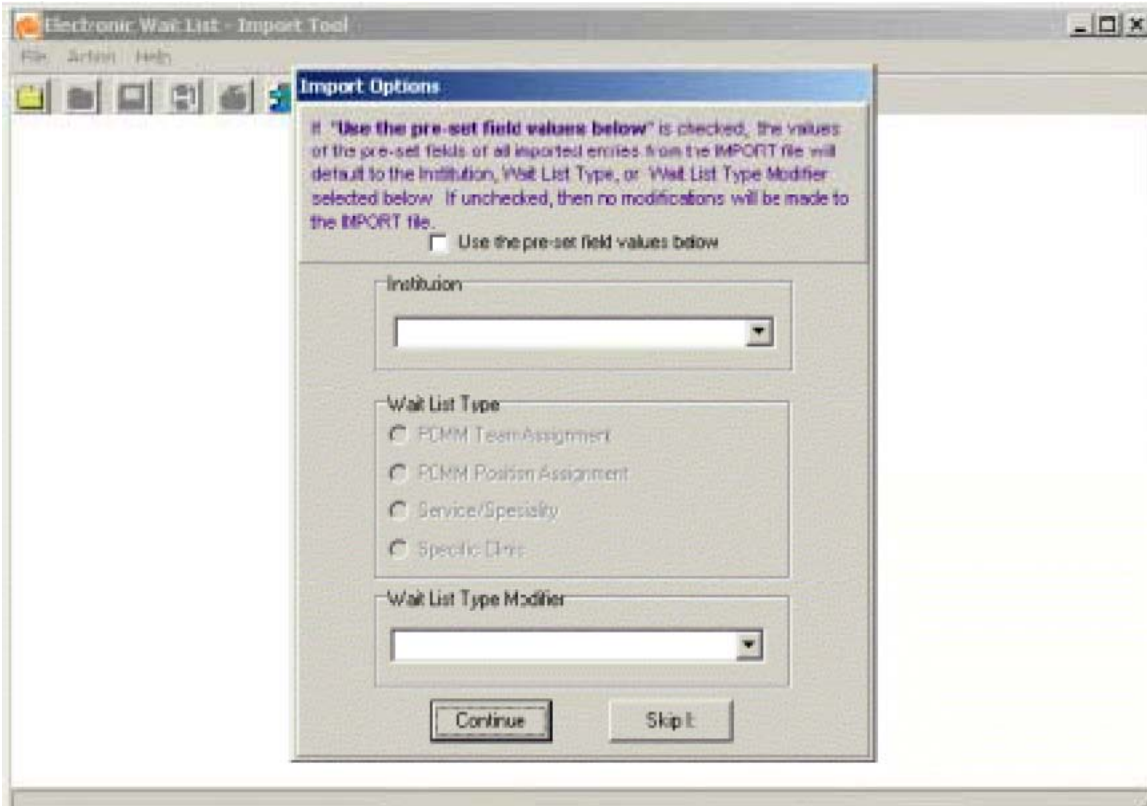 Electronic Wait List - Import Tool
File Action Help
Import Options
If "Use the pre-set field values below" is checked, the values
of the pre-set fields of all imported entries from the IMPORT file will
default to the Institution, Wait List Type, or Wait List Type Modifier
selected below. If unchecked, then no modifications will be made to
the IMPORT file.
Use the pre-set field values below
Institution
Wait List Type
PCMM Team Assignment
PCMM Position Assignment
Service/Speciality
Specific Clinic
Wait List Type Modifier
Continue Skip It